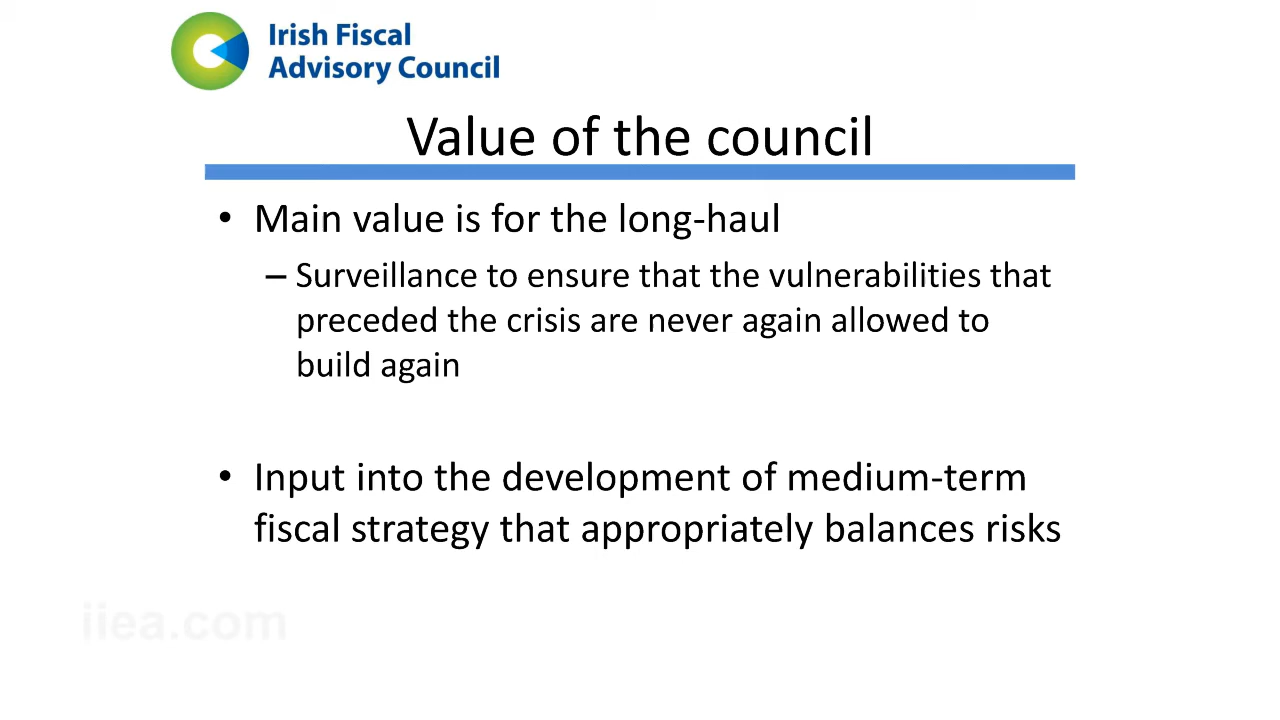 Irish Fiscal
Advisory Council
Value of the council
• Main value is for the long-haul
– Surveillance to ensure that the vulnerabilities that
preceded the crisis are never again allowed to
build again
• Input into the development of medium-term
fiscal strategy that appropriately balances risks
iiea.com